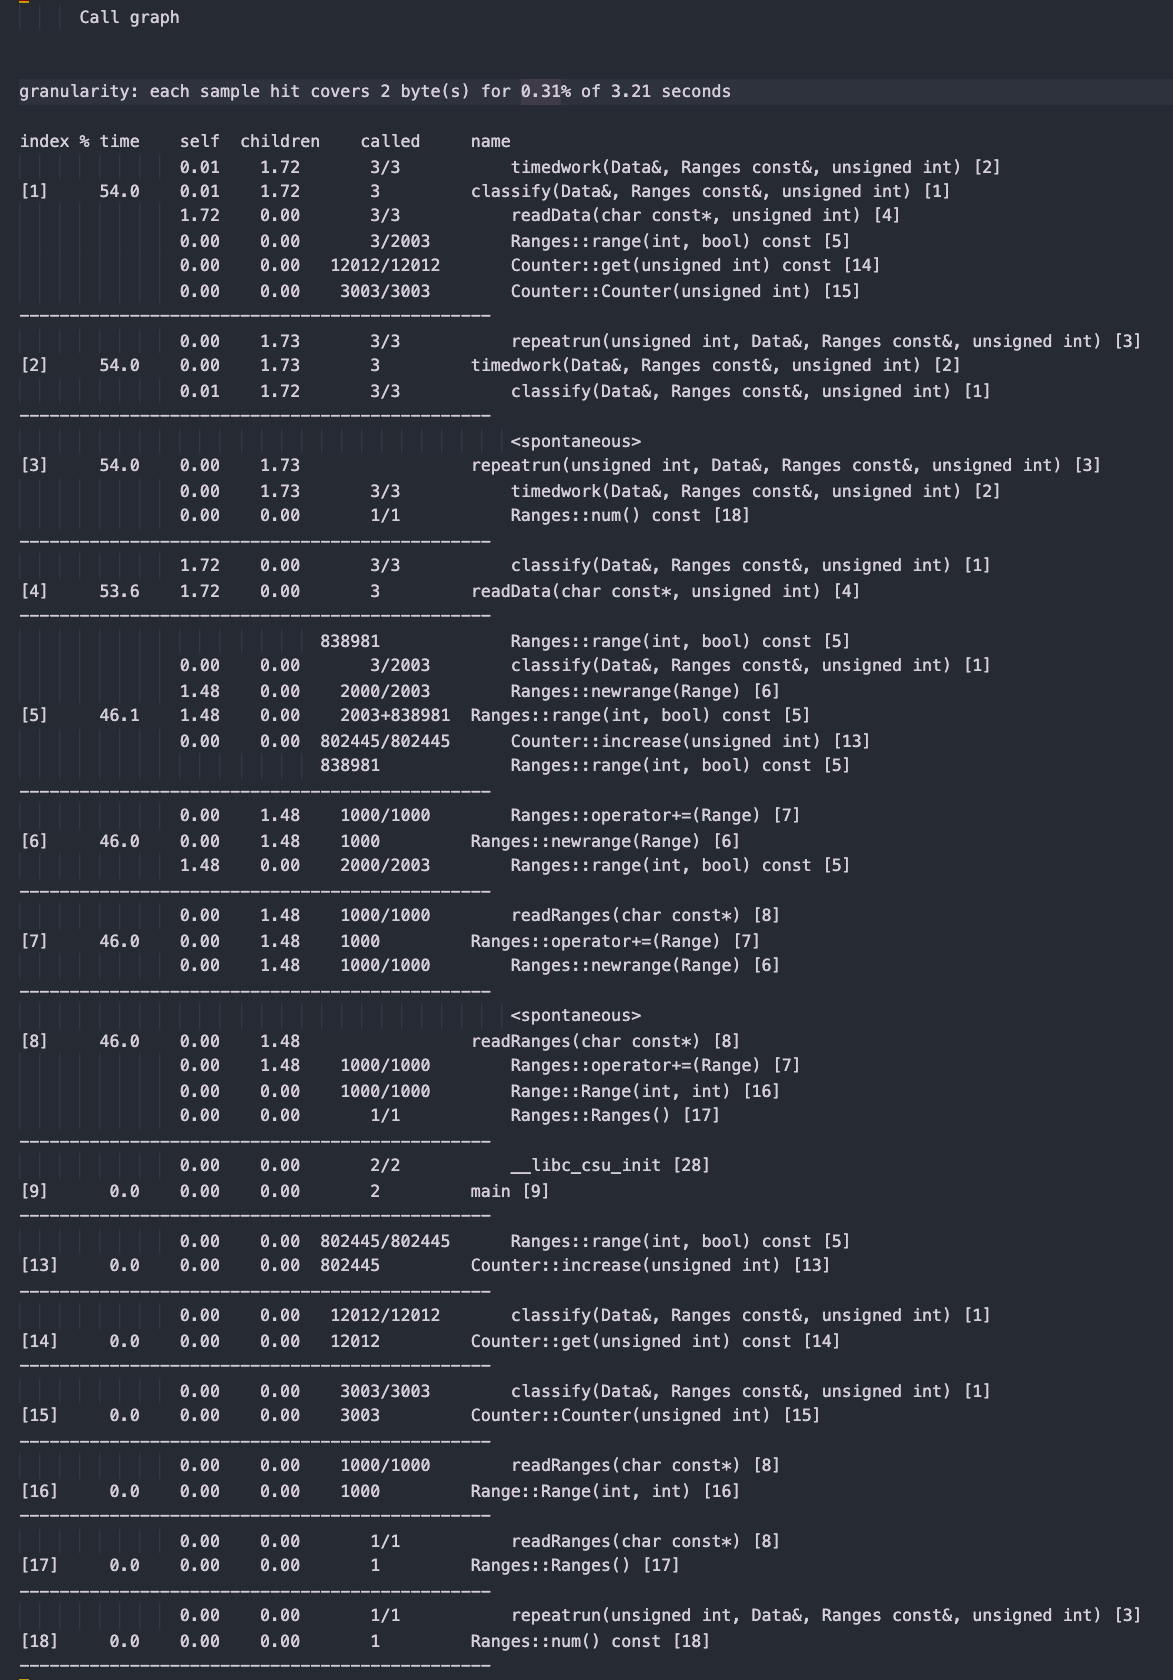 Call graph
granularity: each sample hit covers 2 byte(s) for 0.31% of 3.21 seconds
index % time self children called name
0.01 1.72 3/3 timedwork(Data&, Ranges const&, unsigned int) [2]
[1] 54.0 0.01 1.72 3 classify(Data&, Ranges const&, unsigned int) [1]
1.72 0.00 3/3 readData(char const*, unsigned int) [4]
0.00 0.00 3/2003 Ranges::range(int, bool) const [5]
0.00 0.00 12012/12012 Counter::get(unsigned int) const [14]
0.00 0.00 3003/3003 Counter::Counter(unsigned int) [15]
-----------------------------------------------
0.00 1.73 3/3 repeatrun(unsigned int, Data&, Ranges const&, unsigned int) [3]
[2] 54.0 0.00 1.73 3 timedwork(Data&, Ranges const&, unsigned int) [2]
0.01 1.72 3/3 classify(Data&, Ranges const&, unsigned int) [1]
-----------------------------------------------
<spontaneous>
[3] 54.0 0.00 1.73 repeatrun(unsigned int, Data&, Ranges const&, unsigned int) [3]
0.00 1.73 3/3 timedwork(Data&, Ranges const&, unsigned int) [2]
0.00 0.00 1/1 Ranges::num() const [18]
-----------------------------------------------
1.72 0.00 3/3 classify(Data&, Ranges const&, unsigned int) [1]
[4] 53.6 1.72 0.00 3 readData(char const*, unsigned int) [4]
-----------------------------------------------
838981 Ranges::range(int, bool) const [5]
0.00 0.00 3/2003 classify(Data&, Ranges const&, unsigned int) [1]
1.48 0.00 2000/2003 Ranges::newrange(Range) [6]
[5] 46.1 1.48 0.00 2003+838981 Ranges::range(int, bool) const [5]
0.00 0.00 802445/802445 Counter::increase(unsigned int) [13]
838981 Ranges::range(int, bool) const [5]
-----------------------------------------------
0.00 1.48 1000/1000 Ranges::operator+=(Range) [7]
[6] 46.0 0.00 1.48 1000 Ranges::newrange(Range) [6]
1.48 0.00 2000/2003 Ranges::range(int, bool) const [5]
-----------------------------------------------
0.00 1.48 1000/1000 readRanges(char const*) [8]
[7] 46.0 0.00 1.48 1000 Ranges::operator+=(Range) [7]
0.00 1.48 1000/1000 Ranges::newrange(Range) [6]
-----------------------------------------------
<spontaneous>
[8] 46.0 0.00 1.48 readRanges(char const*) [8]
0.00 1.48 1000/1000 Ranges::operator+=(Range) [7]
0.00 0.00 1000/1000 Range::Range(int, int) [16]
0.00 0.00 1/1 Ranges::Ranges() [17]
-----------------------------------------------
0.00 0.00 2/2 __libc_csu_init [28]
[9] 0.0 0.00 0.00 2 main [9]
-----------------------------------------------
0.00 0.00 802445/802445 Ranges::range(int, bool) const [5]
[13] 0.0 0.00 0.00 802445 Counter::increase(unsigned int) [13]
-----------------------------------------------
0.00 0.00 12012/12012 classify(Data&, Ranges const&, unsigned int) [1]
[14] 0.0 0.00 0.00 12012 Counter::get(unsigned int) const [14]
-----------------------------------------------
0.00 0.00 3003/3003 classify(Data&, Ranges const&, unsigned int) [1]
[15] 0.0 0.00 0.00 3003 Counter::Counter(unsigned int) [15]
-----------------------------------------------
0.00 0.00 1000/1000 readRanges(char const*) [8]
[16] 0.0 0.00 0.00 1000 Range::Range(int, int) [16]
-----------------------------------------------
0.00 0.00 1/1 readRanges(char const*) [8]
[17] 0.0 0.00 0.00 1 Ranges::Ranges() [17]
-----------------------------------------------
0.00 0.00 1/1 repeatrun(unsigned int, Data&, Ranges const&, unsigned int) [3]
[18] 0.0 0.00 0.00 1 Ranges::num() const [18]
-----------------------------------------------